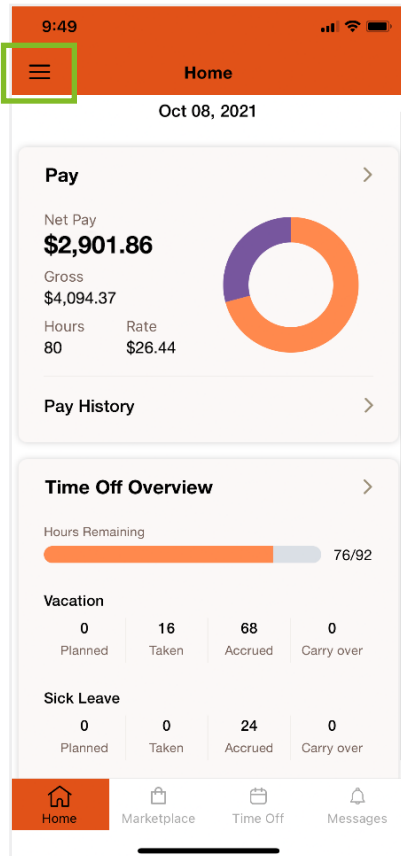 9:49
Home
Oct 08, 2021
Pay
Net Pay
$2,901.86
Gross
$4,094.37
Hours Rate
80 $26.44
Pay History
Time Off Overview
Hours Remaining
76/92
Vacation
0 16 68 0
Planned Taken Accrued Carry over
Sick Leave
0 0 24 0
Planned Taken Accrued Carry over
Home Marketplace Time Off Messages